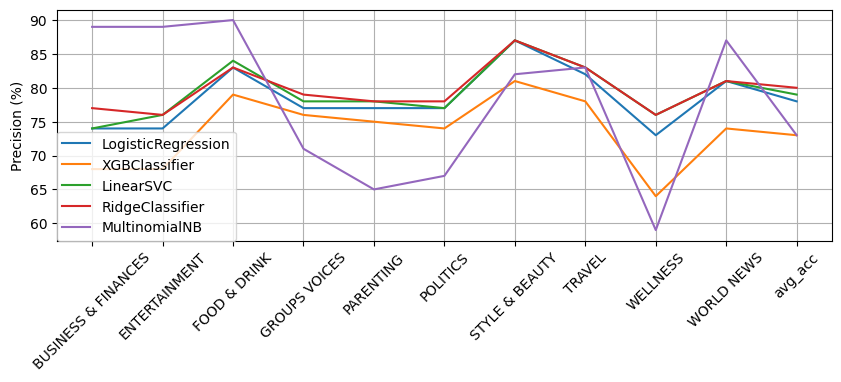 Precision (%)
90
85
80
75
70
65
60
LogisticRegression
XGBClassifier
LinearSVC
RidgeClassifier
MultinomialNB
BUSINESS & FINANCES
ENTERTAINMENT
FOOD & DRINK
GROUPS VOICES
PARENTING
POLITICS
STYLE & BEAUTY
TRAVEL
WELLNESS
WORLD NEWS
avg_acc